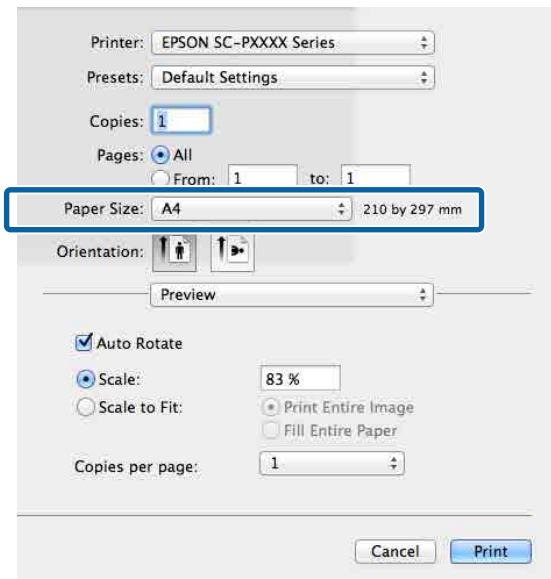 Printer: EPSON SC-PXXXX Series
Presets: Default Settings
Copies: 1
Pages: All
From: 1 to: 1
Paper Size: A4 210 by 297 mm
Orientation:
Preview
Auto Rotate
Scale: 83 %
Scale to Fit: Print Entire Image
Fill Entire Paper
Copies per page: 1
Cancel Print